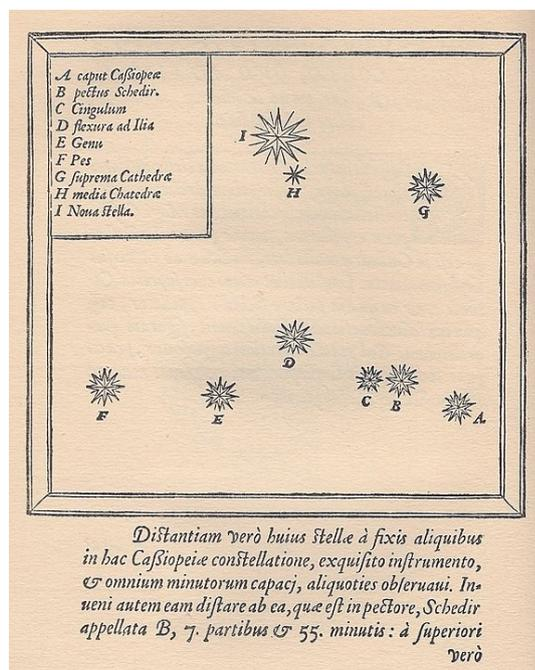 A caput Caßiopeæ
B pectus Schedir.
C Cingulum
D flexura ad Ilia
E Genu
F Pes
G suprema Cathedræ
H media Chatedræ
I Noua stella.
I
H
G
D
F
E
C
B
A
Distantiam verò huius stellæ à fixis aliquibus
in hac Caßiopeiæ constellatione, exquisito instrumento,
& omnium minutorum capacj, aliquoties obseruaui. In-
ueni autem eam distare ab ea, quæ est in pectore, Schedir
appellata B, 7. partibus & 55. minutis : à superiori
verò